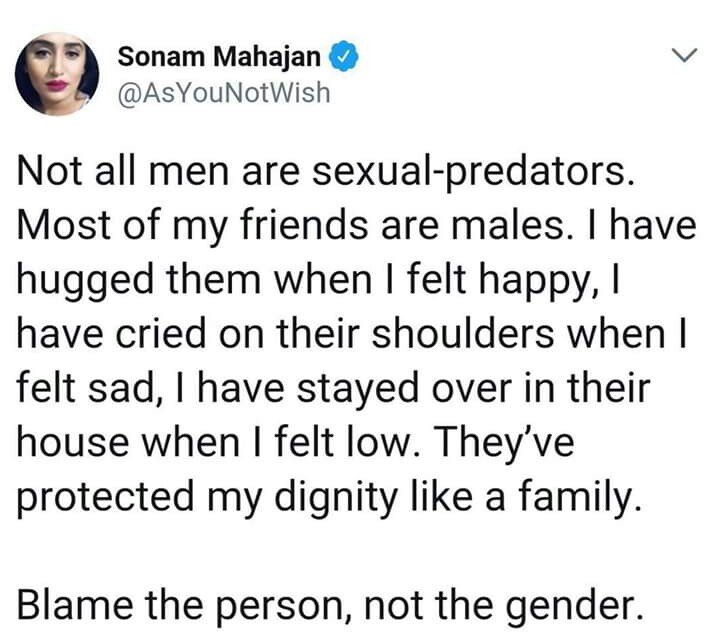 Sonam Mahajan
@AsYouNotWish
Not all men are sexual-predators.
Most of my friends are males. I have
hugged them when I felt happy, I
have cried on their shoulders when I
felt sad, I have stayed over in their
house when I felt low. They've
protected my dignity like a family.
Blame the person, not the gender.